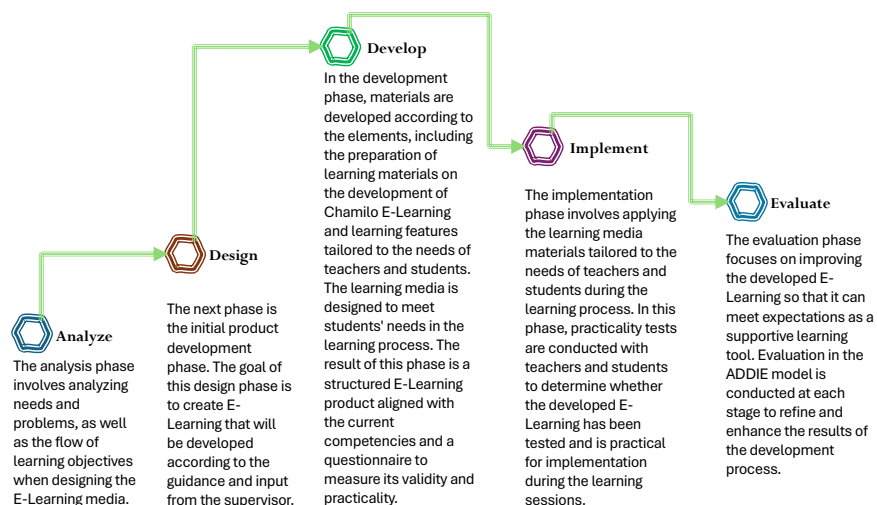 Analyze
The analysis phase
involves analyzing
needs and
problems, as well
as the flow of
learning objectives
when designing the
E-Learning media.
Design
The next phase is
the initial product
development
phase. The goal of
this design phase is
to create E-
Learning that will
be developed
according to the
guidance and input
from the supervisor.
Develop
In the development
phase, materials are
developed according to
the elements, including
the preparation of
learning materials on
the development of
Chamilo E-Learning
and learning features
tailored to the needs of
teachers and students.
The learning media is
designed to meet
students' needs in the
learning process. The
result of this phase is a
structured E-Learning
product aligned with
the current
competencies and a
questionnaire to
measure its validity and
practicality.
Implement
The implementation
phase involves applying
the learning media
materials tailored to the
needs of teachers and
students during the
learning process. In this
phase, practicality tests
are conducted with
teachers and students
to determine whether
the developed E-
Learning has been
tested and is practical
for implementation
during the learning
sessions.
Evaluate
The evaluation phase
focuses on improving
the developed E-
Learning so that it can
meet expectations as a
supportive learning
tool. Evaluation in the
ADDIE model is
conducted at each
stage to refine and
enhance the results of
the development
process.